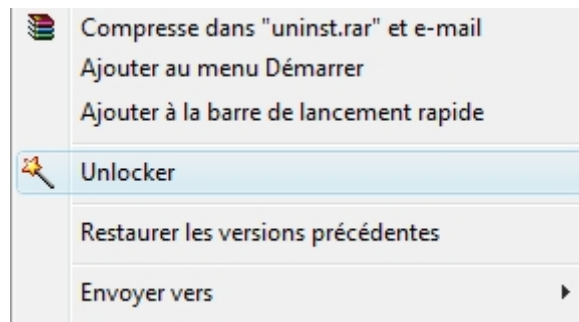 Compresse dans "uninst.rar" et e-mail
Ajouter au menu Démarrer
Ajouter à la barre de lancement rapide
Unlocker
Restaurer les versions précédentes
Envoyer vers